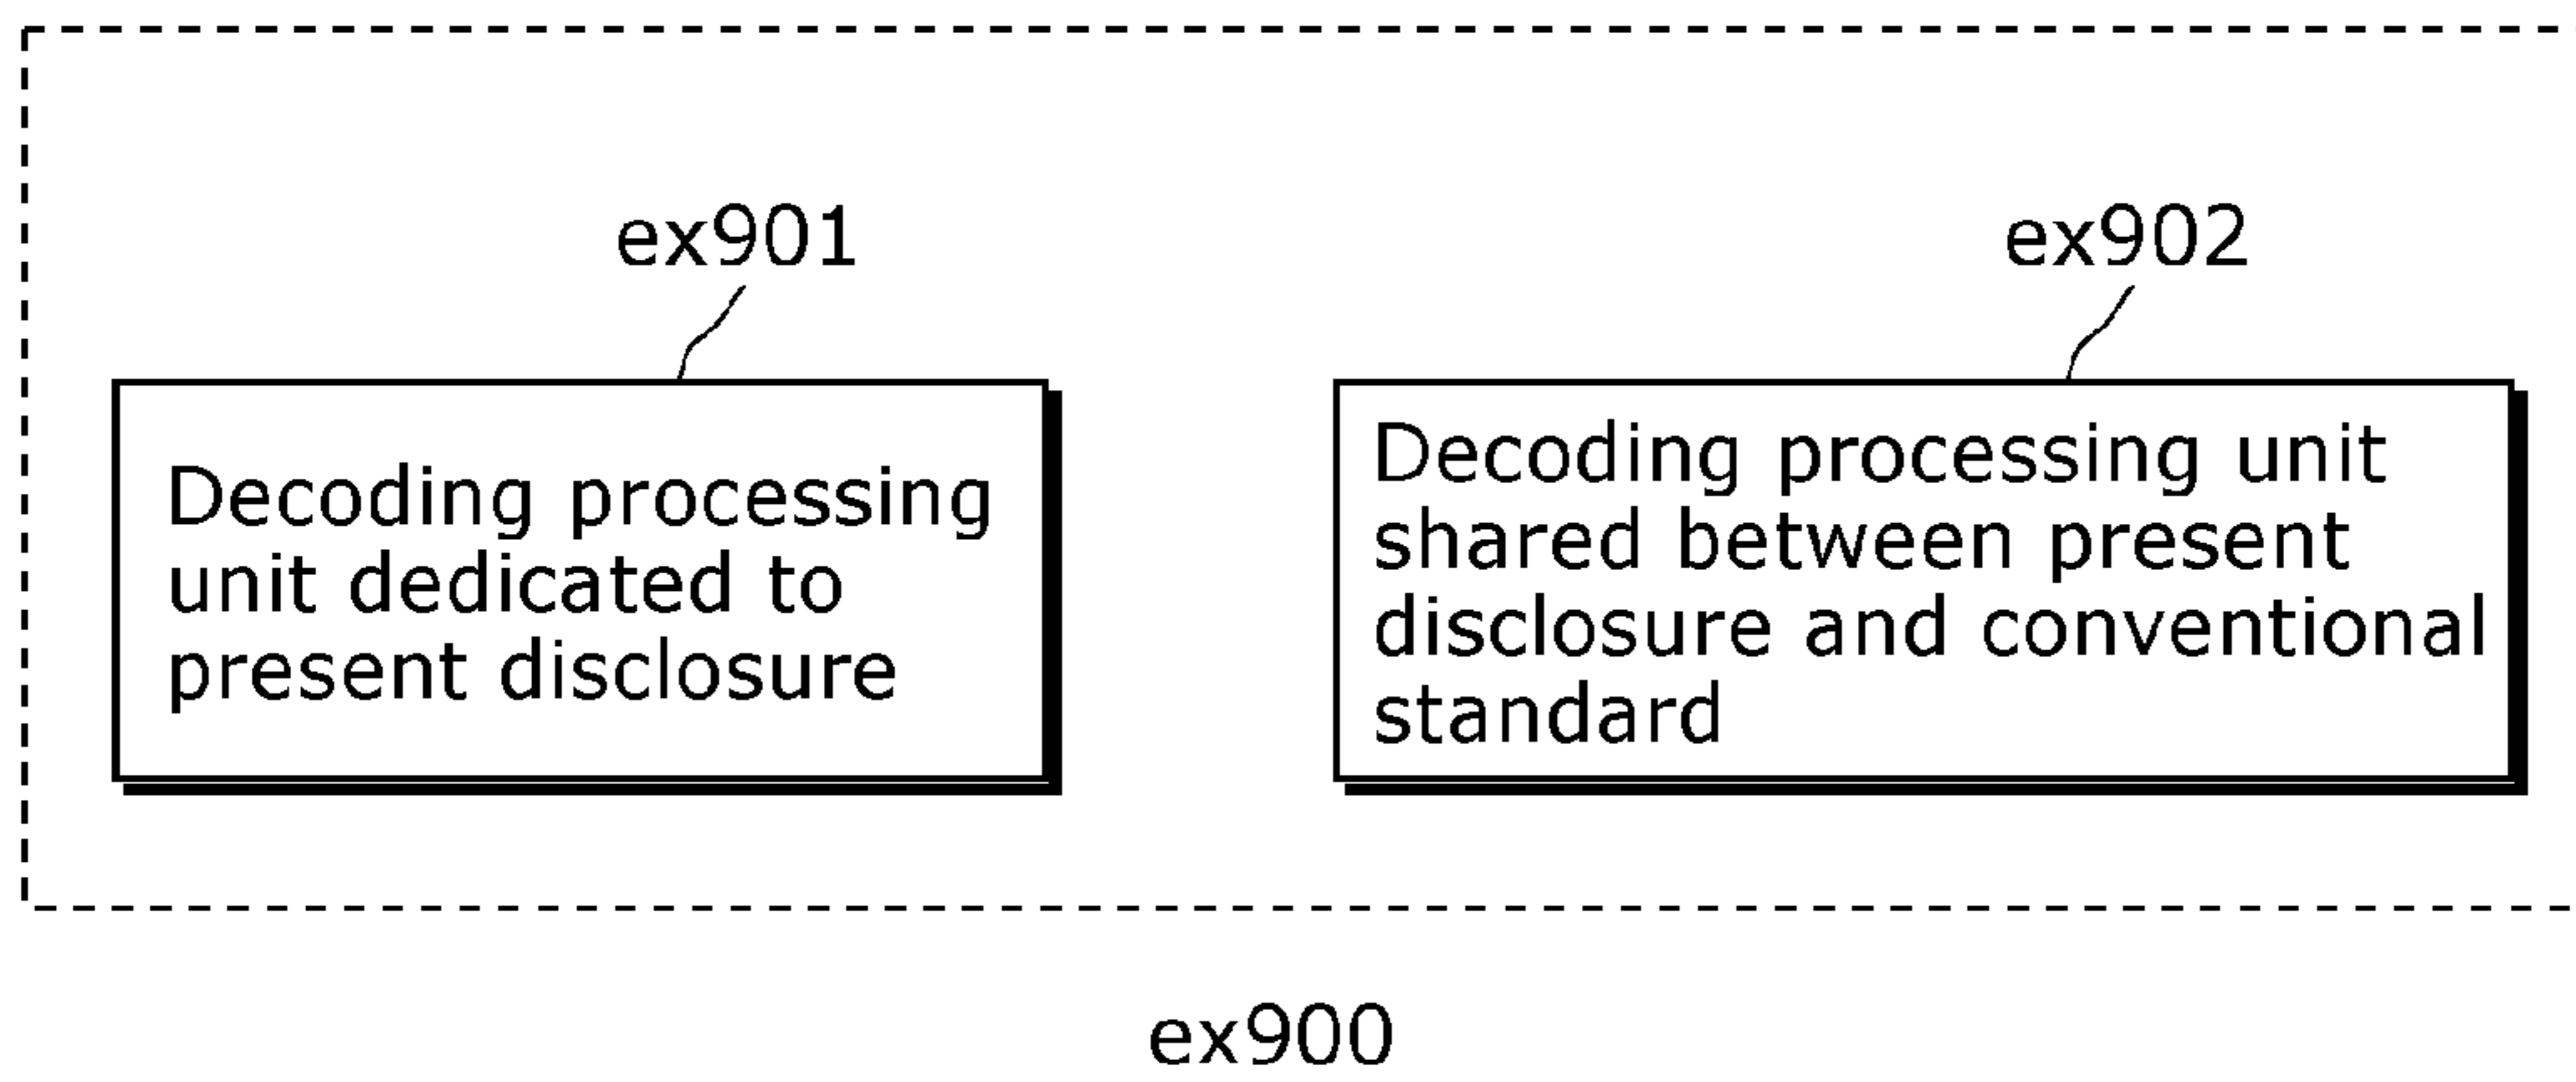 ex901
Decoding processing
unit dedicated to
present disclosure
ex902
Decoding processing unit
shared between present
disclosure and conventional
standard
ex900